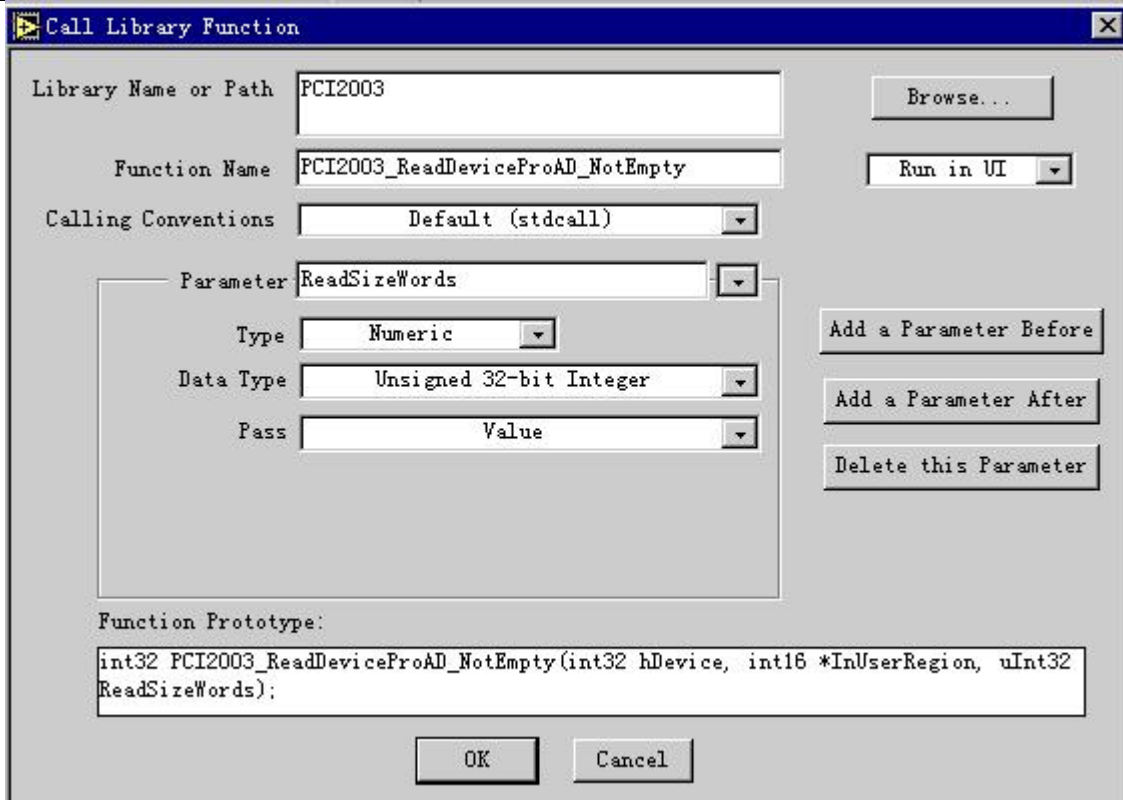 Call Library Function
Library Name or Path PCI2003 Browse...
Function Name PCI2003_ReadDeviceProAD_NotEmpty Run in UI
Calling Conventions Default (stdcall)
Parameter ReadSizeWords
Type Numeric Add a Parameter Before
Data Type Unsigned 32-bit Integer Add a Parameter After
Pass Value Delete this Parameter
Function Prototype:
int32 PCI2003_ReadDeviceProAD_NotEmpty(int32 hDevice, int16 *InUserRegion, uInt32
ReadSizeWords);
OK Cancel